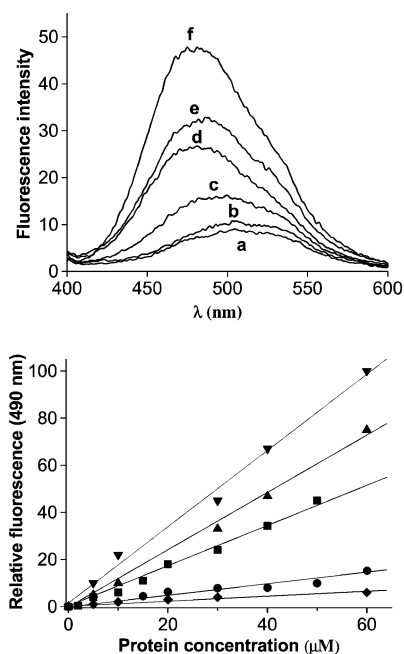 Fluorescence intensity
50
40
30
20
10
0
f
e
d
c
b
a
400 450 500 550 600
λ (nm)
Relative fluorescence (490 nm)
100
80
60
40
20
0
0 20 40 60
Protein concentration (μM)